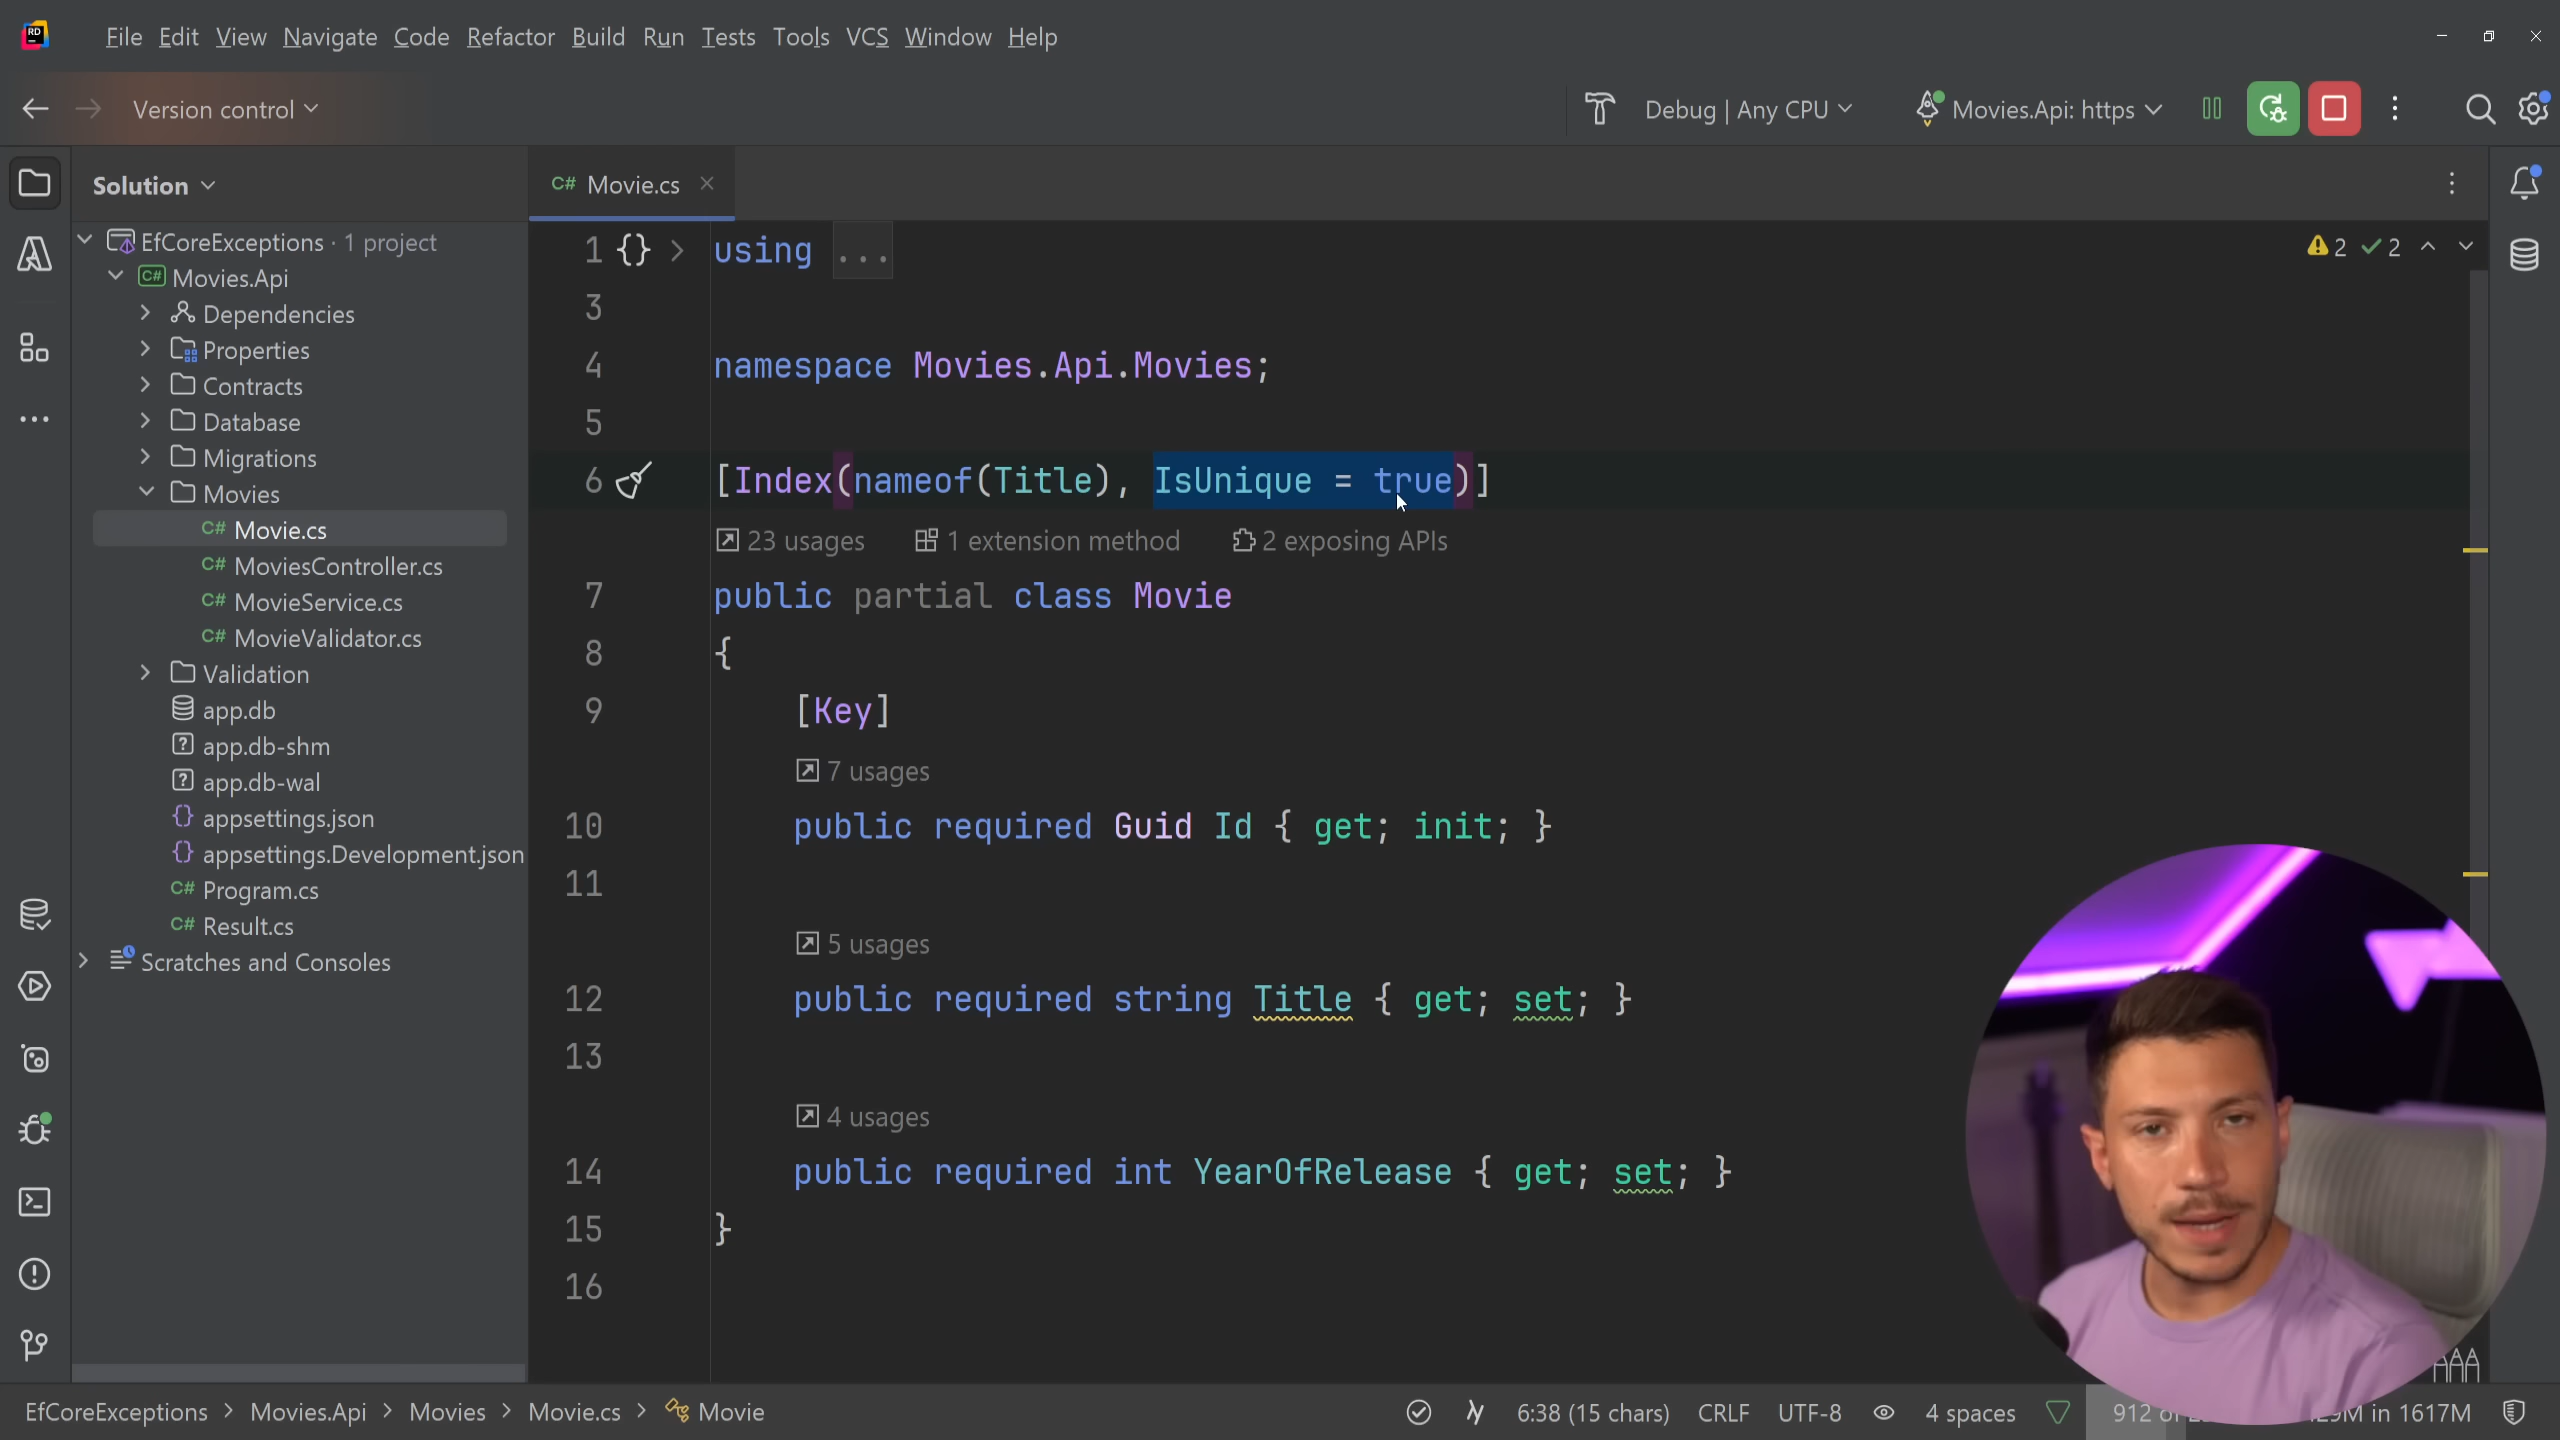 RD File Edit View Navigate Code Refactor Build Run Tests Tools VCS Window Help
Version control Debug | Any CPU Movies.Api: https
Solution
EfCoreExceptions · 1 project
Movies.Api
Dependencies
Properties
Contracts
Database
Migrations
Movies
C# Movie.cs
C# MoviesController.cs
C# MovieService.cs
C# MovieValidator.cs
Validation
app.db
app.db-shm
app.db-wal
{} appsettings.json
{} appsettings.Development.json
C# Program.cs
C# Result.cs
Scratches and Consoles
C# Movie.cs
2 2
1 {} using ...
3
4 namespace Movies.Api.Movies;
5
6 [Index(nameof(Title), IsUnique = true)]
23 usages 1 extension method 2 exposing APIs
7 public partial class Movie
8 {
9 [Key]
7 usages
10 public required Guid Id { get; init; }
11
5 usages
12 public required string Title { get; set; }
13
4 usages
14 public required int YearOfRelease { get; set; }
15 }
16
EfCoreExceptions > Movies.Api > Movies > Movie.cs > Movie
6:38 (15 chars) CRLF UTF-8 4 spaces 912 in 1617M